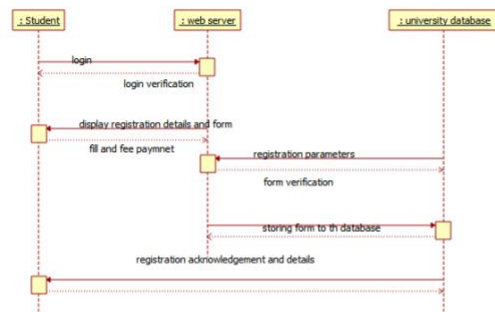 : Student
: web server
: university database
login
login verification
display registration details and form
fill and fee paymnet
registration parameters
form verification
storing form to th database
registration acknowledgement and details